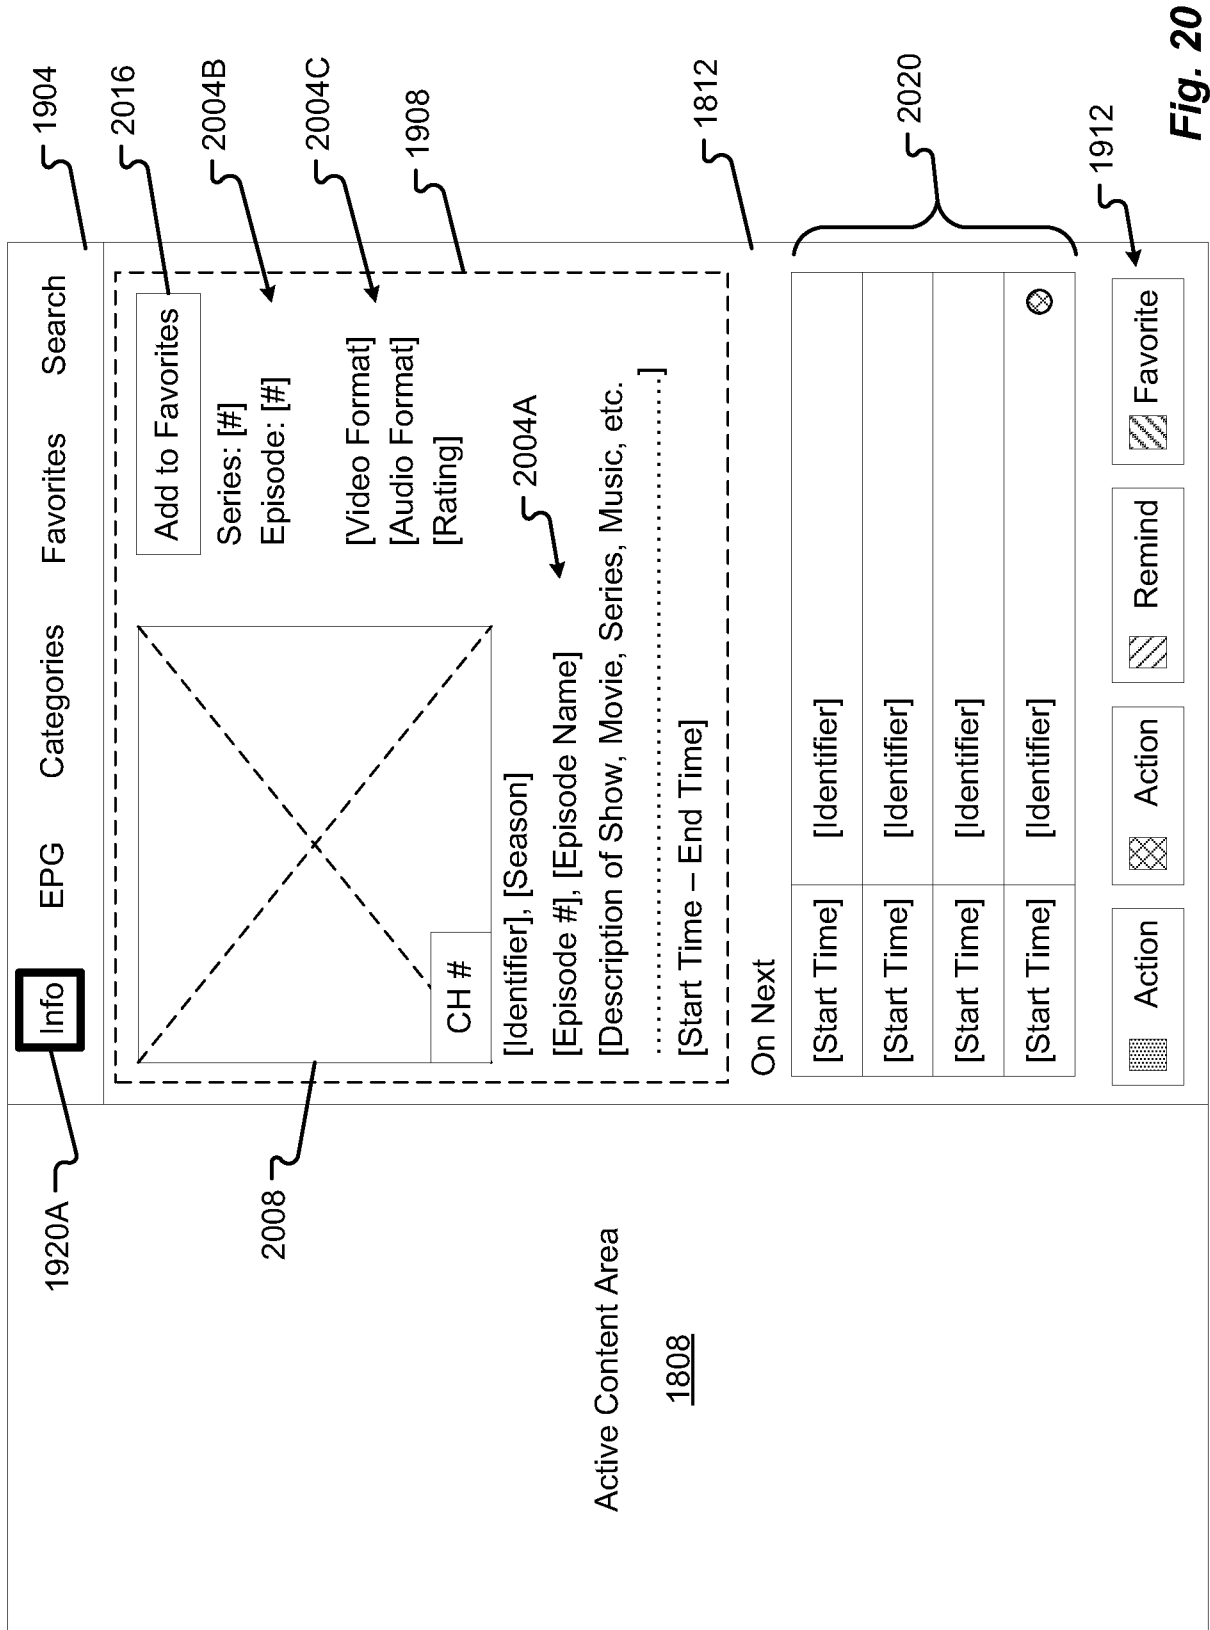 1920A
Info EPG Categories Favorites Search
1904
2016
Add to Favorites
2004B
Series: [#]
Episode: [#]
2004C
[Video Format]
[Audio Format]
[Rating]
1908
2008
CH #
2004A
[Identifier], [Season]
[Episode #], [Episode Name]
[Description of Show, Movie, Series, Music, etc.
.......................................................... ]
[Start Time – End Time]
1812
Active Content Area
1808
On Next
[Start Time] [Identifier]
[Start Time] [Identifier]
[Start Time] [Identifier]
[Start Time] [Identifier]
2020
Action Action Remind Favorite
1912
Fig. 20